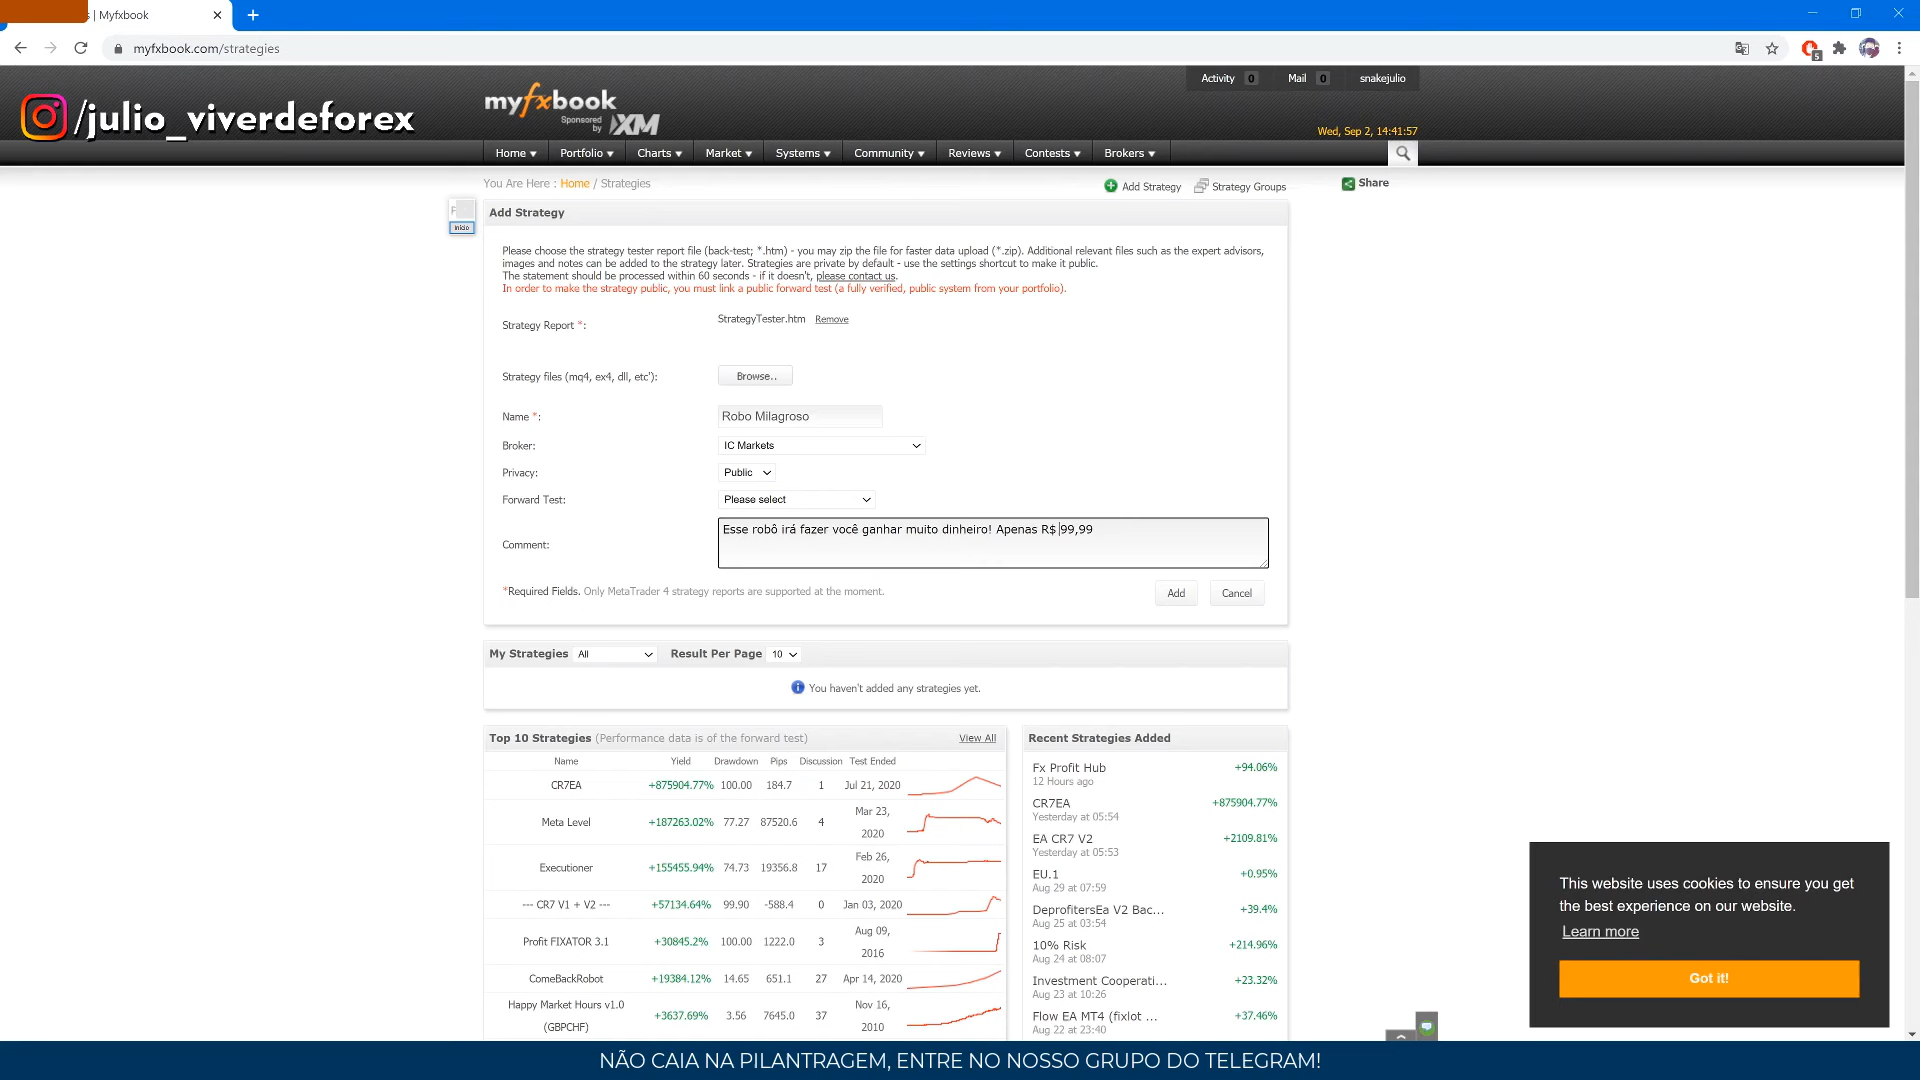 | Myfxbook
myfxbook.com/strategies
5
/julio_viverdeforex
myfxbook
Sponsored by XM
Activity 0 Mail 0 snakejulio
Wed, Sep 2, 14:41:57
Home Portfolio Charts Market Systems Community Reviews Contests Brokers
You Are Here : Home / Strategies
Add Strategy Strategy Groups
Share
Início
Add Strategy
Please choose the strategy tester report file (back-test; *.htm) - you may zip the file for faster data upload (*.zip). Additional relevant files such as the expert advisors,
images and notes can be added to the strategy later. Strategies are private by default - use the settings shortcut to make it public.
The statement should be processed within 60 seconds - if it doesn't, please contact us.
In order to make the strategy public, you must link a public forward test (a fully verified, public system from your portfolio).
Strategy Report *: StrategyTester.htm Remove
Strategy files (mq4, ex4, dll, etc'): Browse..
Name *: Robo Milagroso
Broker: IC Markets
Privacy: Public
Forward Test: Please select
Comment: Esse robô irá fazer você ganhar muito dinheiro! Apenas R$ 99,99
*Required Fields. Only MetaTrader 4 strategy reports are supported at the moment.
Add Cancel
My Strategies All Result Per Page 10
You haven't added any strategies yet.
Top 10 Strategies (Performance data is of the forward test) View All
Name Yield Drawdown Pips Discussion Test Ended
CR7EA +875904.77% 100.00 184.7 1 Jul 21, 2020
Meta Level +187263.02% 77.27 87520.6 4 Mar 23, 2020
Executioner +155455.94% 74.73 19356.8 17 Feb 26, 2020
--- CR7 V1 + V2 --- +57134.64% 99.90 -588.4 0 Jan 03, 2020
Profit FIXATOR 3.1 +30845.2% 100.00 1222.0 3 Aug 09, 2016
ComeBackRobot +19384.12% 14.65 651.1 27 Apr 14, 2020
Happy Market Hours v1.0 (GBPCHF) +3637.69% 3.56 7645.0 37 Nov 16, 2010
Recent Strategies Added
Fx Profit Hub +94.06%
12 Hours ago
CR7EA +875904.77%
Yesterday at 05:54
EA CR7 V2 +2109.81%
Yesterday at 05:53
EU.1 +0.95%
Aug 29 at 07:59
DeprofitersEa V2 Bac... +39.4%
Aug 25 at 03:54
10% Risk +214.96%
Aug 24 at 08:07
Investment Cooperati... +23.32%
Aug 23 at 10:26
Flow EA MT4 (fixlot ... +37.46%
Aug 22 at 23:40
This website uses cookies to ensure you get
the best experience on our website.
Learn more
Got it!
NÃO CAIA NA PILANTRAGEM, ENTRE NO NOSSO GRUPO DO TELEGRAM!